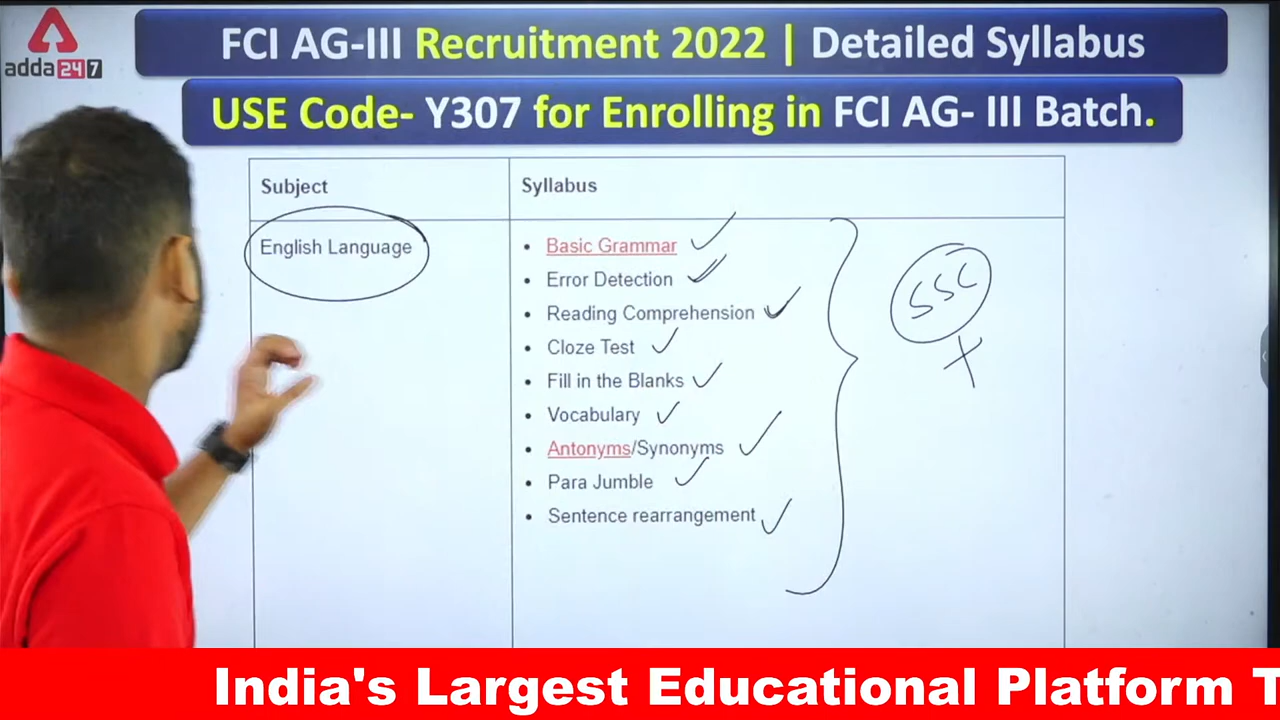 FCI AG-III Recruitment 2022 | Detailed Syllabus
adda247
USE Code- Y307 for Enrolling in FCI AG- III Batch.
Subject
Syllabus
English Language
• Basic Grammar
• Error Detection
• Reading Comprehension
• Cloze Test
• Fill in the Blanks
• Vocabulary
• Antonyms/Synonyms
• Para Jumble
• Sentence rearrangement
SSC
India's Largest Educational Platform T